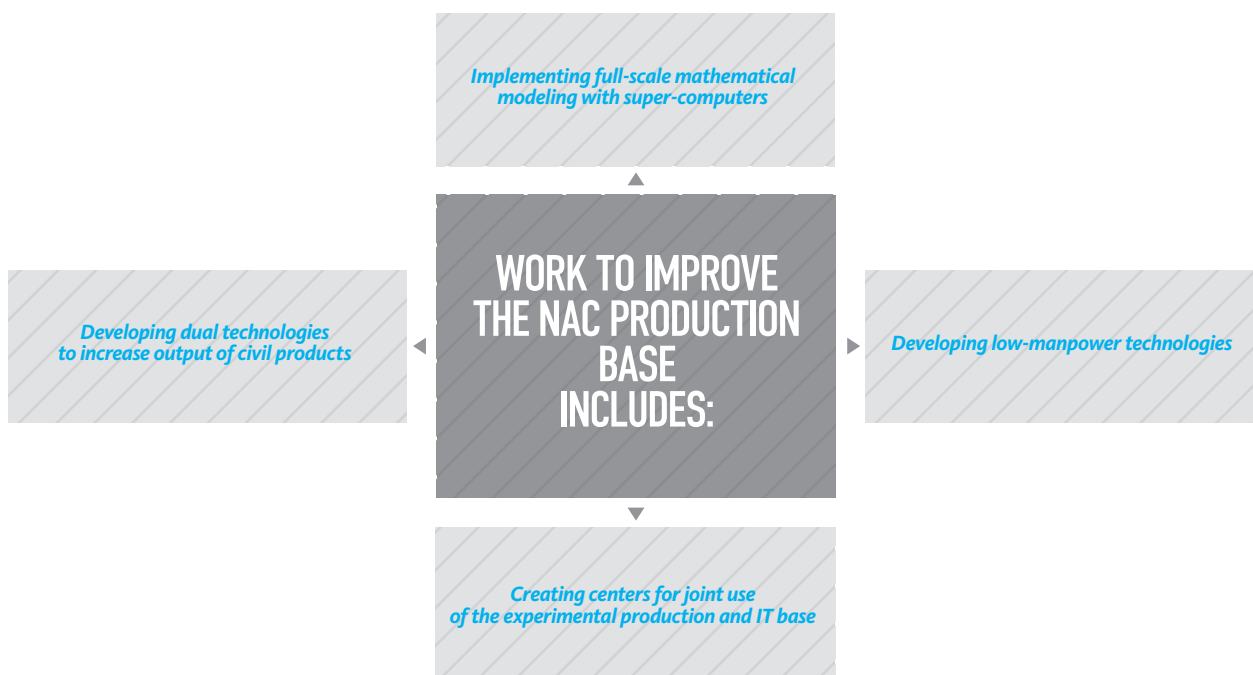 Implementing full-scale mathematical
modeling with super-computers
WORK TO IMPROVE
THE NAC PRODUCTION
BASE
INCLUDES:
Developing dual technologies
to increase output of civil products
Developing low-manpower technologies
Creating centers for joint use
of the experimental production and IT base